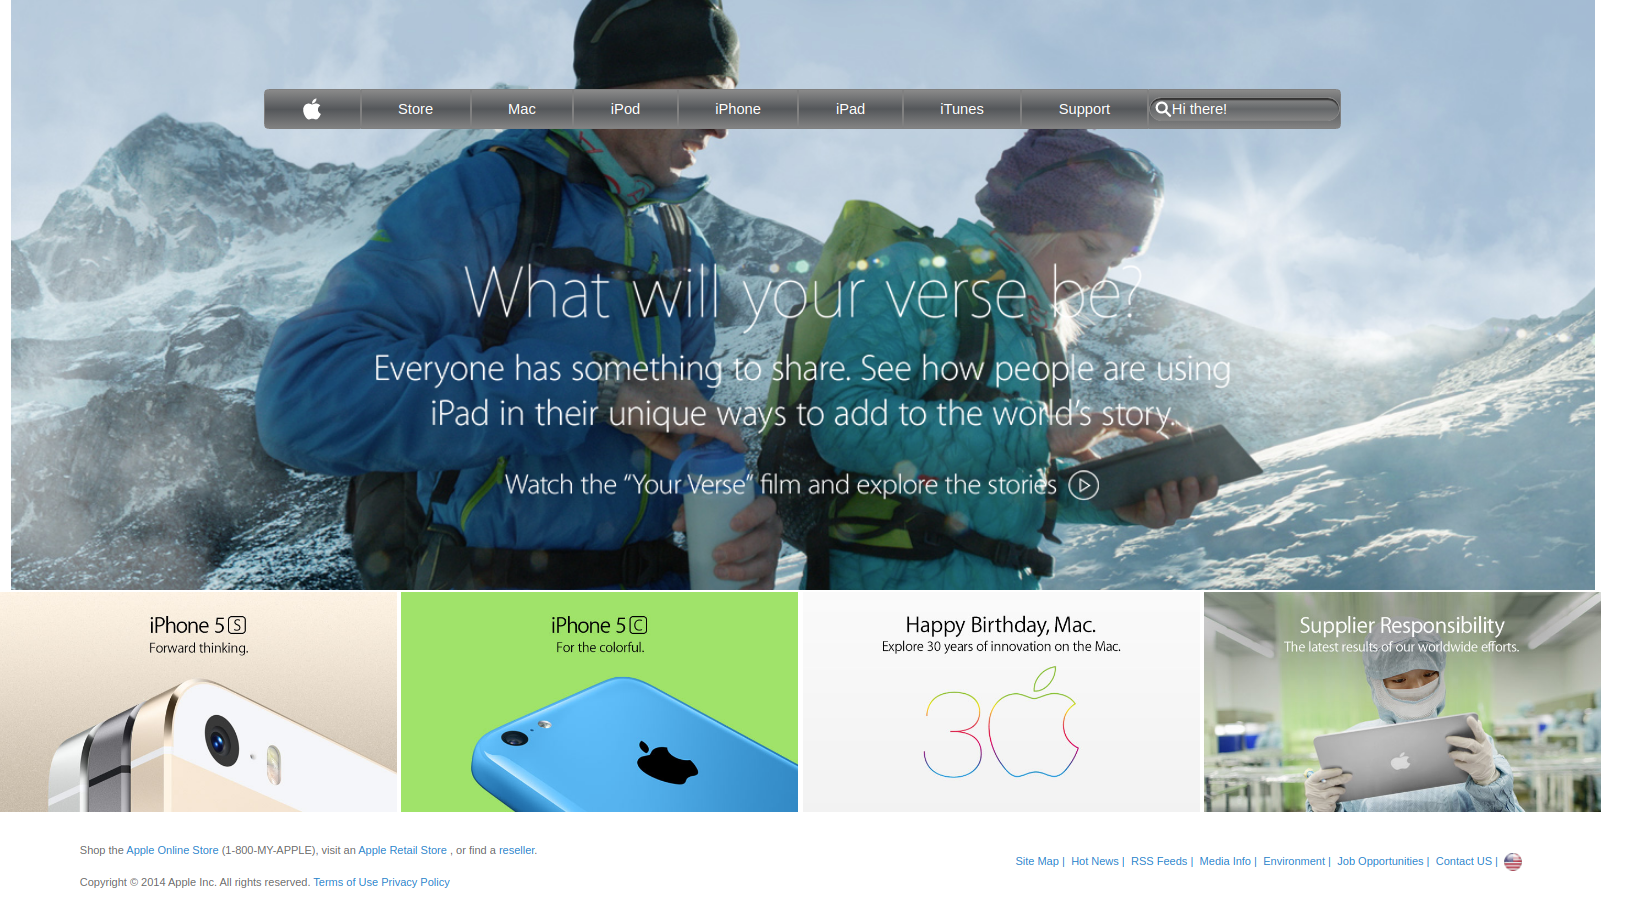 Store Mac iPod iPhone iPad iTunes Support Hi there!
What will your verse be?
Everyone has something to share. See how people are using
iPad in their unique ways to add to the world's story.
Watch the “Your Verse” film and explore the stories
iPhone 5S
Forward thinking.
iPhone 5C
For the colorful.
Happy Birthday, Mac.
Explore 30 years of innovation on the Mac.
30
Supplier Responsibility
The latest results of our worldwide efforts.
Shop the Apple Online Store (1-800-MY-APPLE), visit an Apple Retail Store , or find a reseller.
Site Map | Hot News | RSS Feeds | Media Info | Environment | Job Opportunities | Contact US |
Copyright © 2014 Apple Inc. All rights reserved. Terms of Use Privacy Policy